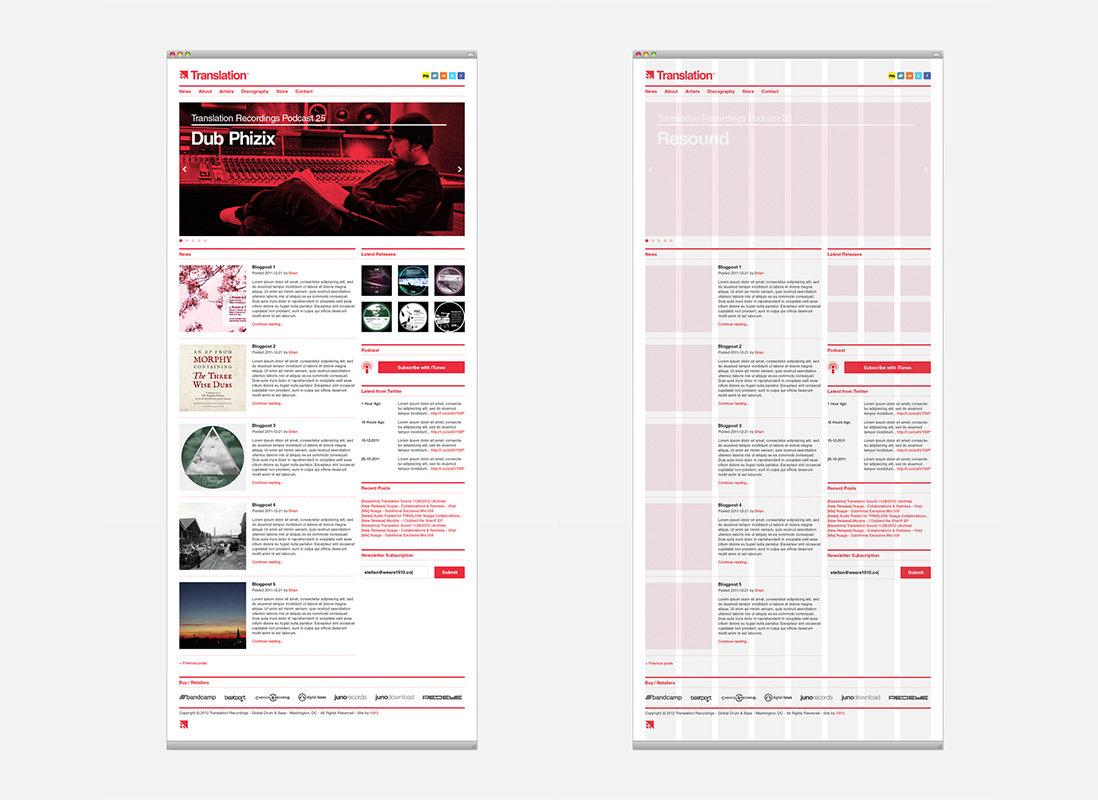 Translation
News About Artists Discography Store Contact
Translation Recordings Podcast 25
Dub Phizix
News
Blogpost 1
Posted 2011-12-21 by Brian
Lorem ipsum dolor sit amet, consectetur adipisicing elit, sed
do eiusmod tempor incididunt ut labore et dolore magna
aliqua. Ut enim ad minim veniam, quis nostrud exercitation
ullamco laboris nisi ut aliquip ex ea commodo consequat.
Duis aute irure dolor in reprehenderit in voluptate velit esse
cillum dolore eu fugiat nulla pariatur. Excepteur sint occaecat
cupidatat non proident, sunt in culpa qui officia deserunt
mollit anim id est laborum.
Continue reading...
AN EP FROM
MORPHY
CONTAINING
The THREE
WISE DUBS
Blogpost 2
Posted 2011-12-21 by Brian
Lorem ipsum dolor sit amet, consectetur adipisicing elit, sed
do eiusmod tempor incididunt ut labore et dolore magna
aliqua. Ut enim ad minim veniam, quis nostrud exercitation
ullamco laboris nisi ut aliquip ex ea commodo consequat.
Duis aute irure dolor in reprehenderit in voluptate velit esse
cillum dolore eu fugiat nulla pariatur. Excepteur sint occaecat
cupidatat non proident, sunt in culpa qui officia deserunt
mollit anim id est laborum.
Continue reading...
Nuage
Blogpost 3
Posted 2011-12-21 by Brian
Lorem ipsum dolor sit amet, consectetur adipisicing elit, sed
do eiusmod tempor incididunt ut labore et dolore magna
aliqua. Ut enim ad minim veniam, quis nostrud exercitation
ullamco laboris nisi ut aliquip ex ea commodo consequat.
Duis aute irure dolor in reprehenderit in voluptate velit esse
cillum dolore eu fugiat nulla pariatur. Excepteur sint occaecat
cupidatat non proident, sunt in culpa qui officia deserunt
mollit anim id est laborum.
Continue reading...
Blogpost 4
Posted 2011-12-21 by Brian
Lorem ipsum dolor sit amet, consectetur adipisicing elit, sed
do eiusmod tempor incididunt ut labore et dolore magna
aliqua. Ut enim ad minim veniam, quis nostrud exercitation
ullamco laboris nisi ut aliquip ex ea commodo consequat.
Duis aute irure dolor in reprehenderit in voluptate velit esse
cillum dolore eu fugiat nulla pariatur. Excepteur sint occaecat
cupidatat non proident, sunt in culpa qui officia deserunt
mollit anim id est laborum.
Continue reading...
Blogpost 5
Posted 2011-12-21 by Brian
Lorem ipsum dolor sit amet, consectetur adipisicing elit, sed
do eiusmod tempor incididunt ut labore et dolore magna
aliqua. Ut enim ad minim veniam, quis nostrud exercitation
ullamco laboris nisi ut aliquip ex ea commodo consequat.
Duis aute irure dolor in reprehenderit in voluptate velit esse
cillum dolore eu fugiat nulla pariatur. Excepteur sint occaecat
cupidatat non proident, sunt in culpa qui officia deserunt
mollit anim id est laborum.
Continue reading...
« Previous posts
Latest Releases
Podcast
Subscribe with iTunes
Latest from Twitter
1 Hour Ago
Lorem ipsum dolor sit amet, consecte-
tur adipisicing elit, sed do eiusmod
tempor incididunt...
16 Hours Ago
Lorem ipsum dolor sit amet, consecte-
tur adipisicing elit, sed do eiusmod
tempor incididunt...
10-12-2011
Lorem ipsum dolor sit amet, consecte-
tur adipisicing elit, sed do eiusmod
tempor incididunt...
25-10-2011
Lorem ipsum dolor sit amet, consecte-
tur adipisicing elit, sed do eiusmod
tempor incididunt...
Recent Posts
Translation Sound 11/28/2012 (Archive)
[New Release] Nuage - Collaborations & Remixes - Vinyl
[Mix] Nuage - Subliminal Exclusive Mix 008
[News] Audio Posted for TRNSL008: Nuage Collaborations...
[New Release] Morphy - I Dubbed the Sheriff EP
Translation Sound 11/28/2012 (Archive)
[New Release] Nuage - Collaborations & Remixes - Vinyl
[Mix] Nuage - Subliminal Exclusive Mix 008
Newsletter Subscription
stellan@weare1910.co Submit
Buy / Retailers
bandcamp beatport digital tunes junorecords junodownload REDEYE
Copyright © 2012 Translation Recordings - Global Drum & Bass - Washington, DC - All Rights Reserved - Site by 1910.
Translation
News About Artists Discography Store Contact
Translation Recordings Podcast 25
Resound
News
Blogpost 1
Posted 2011-12-21 by Brian
Lorem ipsum dolor sit amet, consectetur adipisicing elit, sed
do eiusmod tempor incididunt ut labore et dolore magna
aliqua. Ut enim ad minim veniam, quis nostrud exercitation
ullamco laboris nisi ut aliquip ex ea commodo consequat.
Duis aute irure dolor in reprehenderit in voluptate velit esse
cillum dolore eu fugiat nulla pariatur. Excepteur sint occaecat
cupidatat non proident, sunt in culpa qui officia deserunt
mollit anim id est laborum.
Continue reading...
Blogpost 2
Posted 2011-12-21 by Brian
Lorem ipsum dolor sit amet, consectetur adipisicing elit, sed
do eiusmod tempor incididunt ut labore et dolore magna
aliqua. Ut enim ad minim veniam, quis nostrud exercitation
ullamco laboris nisi ut aliquip ex ea commodo consequat.
Duis aute irure dolor in reprehenderit in voluptate velit esse
cillum dolore eu fugiat nulla pariatur. Excepteur sint occaecat
cupidatat non proident, sunt in culpa qui officia deserunt
mollit anim id est laborum.
Continue reading...
Blogpost 3
Posted 2011-12-21 by Brian
Lorem ipsum dolor sit amet, consectetur adipisicing elit, sed
do eiusmod tempor incididunt ut labore et dolore magna
aliqua. Ut enim ad minim veniam, quis nostrud exercitation
ullamco laboris nisi ut aliquip ex ea commodo consequat.
Duis aute irure dolor in reprehenderit in voluptate velit esse
cillum dolore eu fugiat nulla pariatur. Excepteur sint occaecat
cupidatat non proident, sunt in culpa qui officia deserunt
mollit anim id est laborum.
Continue reading...
Blogpost 4
Posted 2011-12-21 by Brian
Lorem ipsum dolor sit amet, consectetur adipisicing elit, sed
do eiusmod tempor incididunt ut labore et dolore magna
aliqua. Ut enim ad minim veniam, quis nostrud exercitation
ullamco laboris nisi ut aliquip ex ea commodo consequat.
Duis aute irure dolor in reprehenderit in voluptate velit esse
cillum dolore eu fugiat nulla pariatur. Excepteur sint occaecat
cupidatat non proident, sunt in culpa qui officia deserunt
mollit anim id est laborum.
Continue reading...
Blogpost 5
Posted 2011-12-21 by Brian
Lorem ipsum dolor sit amet, consectetur adipisicing elit, sed
do eiusmod tempor incididunt ut labore et dolore magna
aliqua. Ut enim ad minim veniam, quis nostrud exercitation
ullamco laboris nisi ut aliquip ex ea commodo consequat.
Duis aute irure dolor in reprehenderit in voluptate velit esse
cillum dolore eu fugiat nulla pariatur. Excepteur sint occaecat
cupidatat non proident, sunt in culpa qui officia deserunt
mollit anim id est laborum.
Continue reading...
« Previous posts
Latest Releases
Podcast
Subscribe with iTunes
Latest from Twitter
1 Hour Ago
Lorem ipsum dolor sit amet, consecte-
tur adipisicing elit, sed do eiusmod
tempor incididunt...
16 Hours Ago
Lorem ipsum dolor sit amet, consecte-
tur adipisicing elit, sed do eiusmod
tempor incididunt...
10-12-2011
Lorem ipsum dolor sit amet, consecte-
tur adipisicing elit, sed do eiusmod
tempor incididunt...
25-10-2011
Lorem ipsum dolor sit amet, consecte-
tur adipisicing elit, sed do eiusmod
tempor incididunt...
Recent Posts
Translation Sound 11/28/2012 (Archive)
[New Release] Nuage - Collaborations & Remixes - Vinyl
[Mix] Nuage - Subliminal Exclusive Mix 008
[News] Audio Posted for TRNSL008: Nuage Collaborations...
[New Release] Morphy - I Dubbed the Sheriff EP
Translation Sound 11/28/2012 (Archive)
[New Release] Nuage - Collaborations & Remixes - Vinyl
[Mix] Nuage - Subliminal Exclusive Mix 008
Newsletter Subscription
stellan@weare1910.co Submit
Buy / Retailers
bandcamp beatport digital tunes junorecords junodownload REDEYE
Copyright © 2012 Translation Recordings - Global Drum & Bass - Washington, DC - All Rights Reserved - Site by 1910.